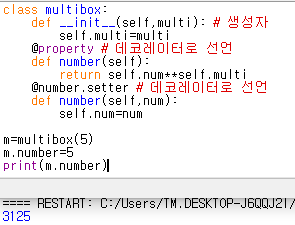 class multibox:
    def __init__(self,multi): # 생성자
        self.multi=multi
    @property # 데코레이터로 선언
    def number(self):
        return self.num**self.multi
    @number.setter # 데코레이터로 선언
    def number(self,num):
        self.num=num
m=multibox(5)
m.number=5
print(m.number)
==== RESTART: C:/Users/TM.DESKTOP-J6QQJ2I/
3125